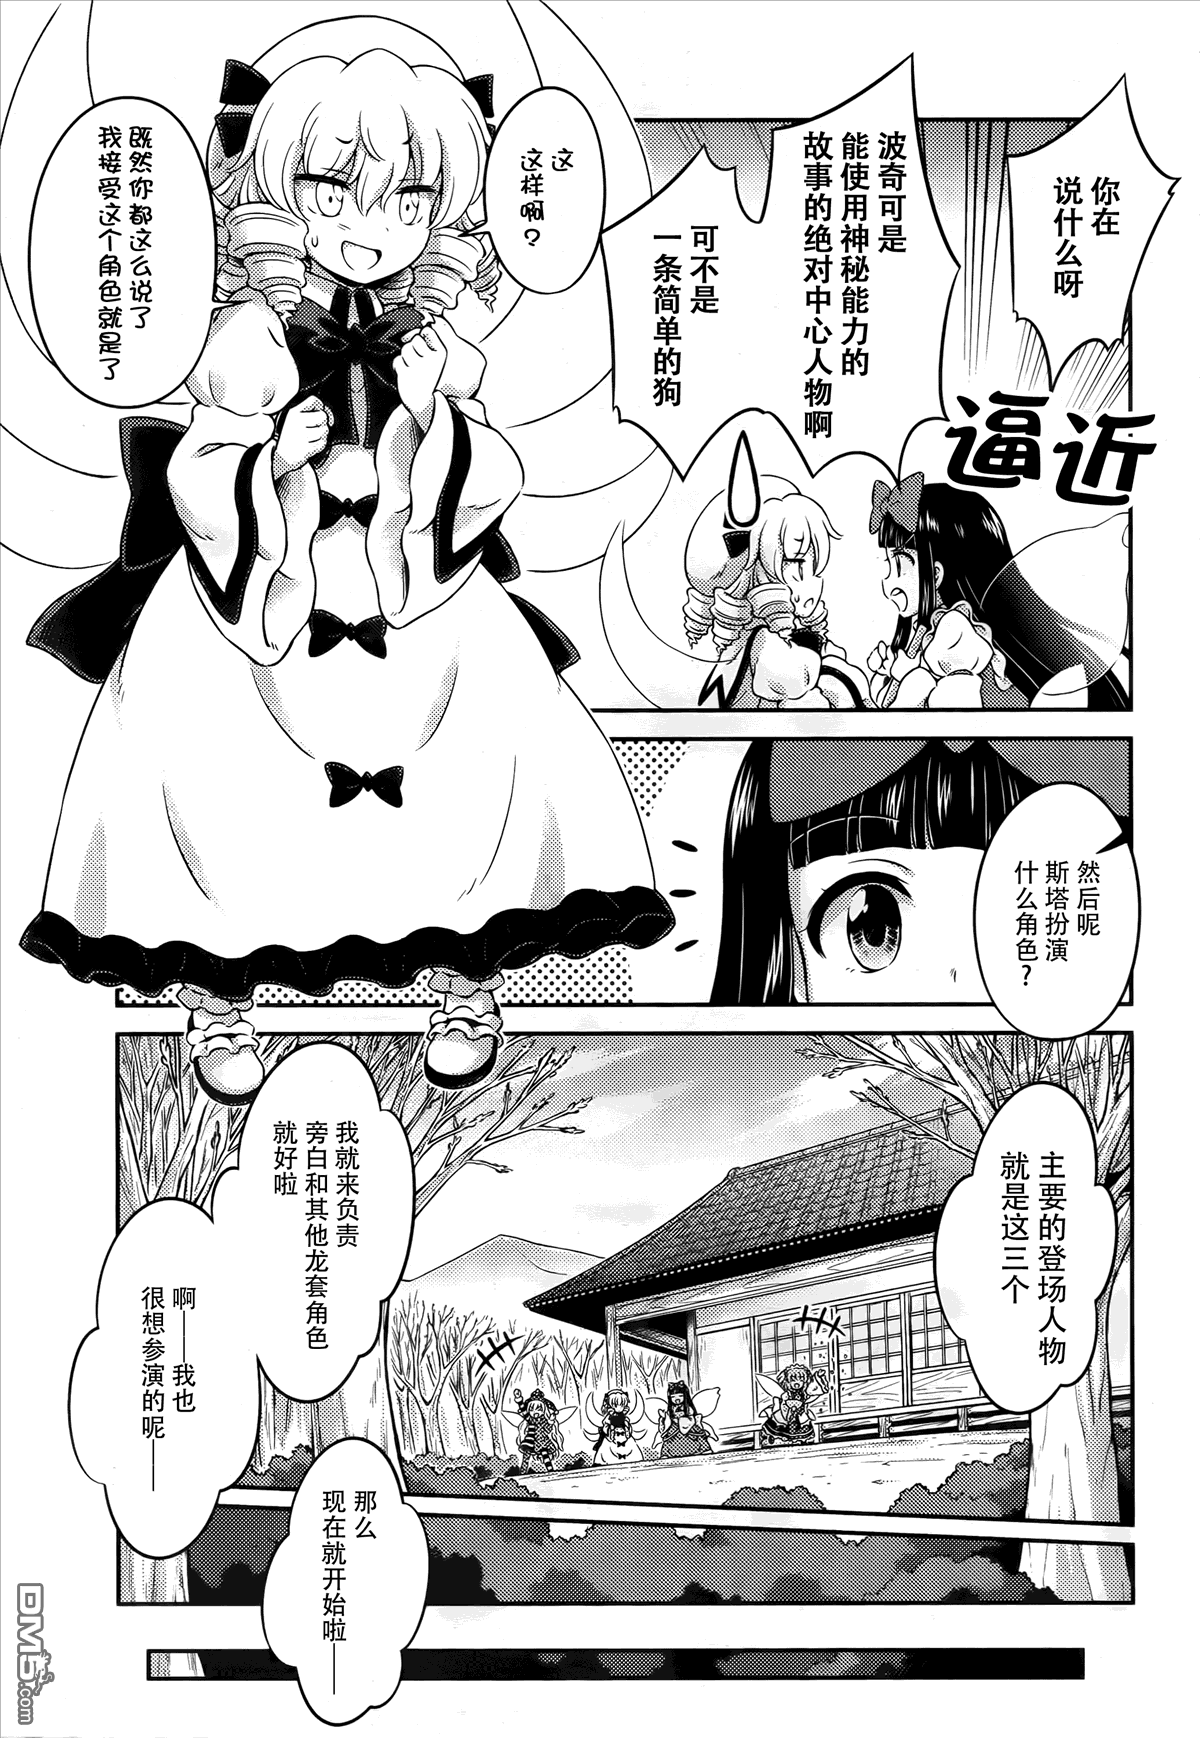 你在
说什么呀
波奇可是
能使用神秘能力的
故事的绝对中心人物啊
可不是
一条简单的狗
逼近
这
这样啊？
既然你都这么说了
我接受这个角色就是了
然后呢
斯塔扮演
什么角色？
主要的登场人物
就是这三个
我就来负责
旁白和其他龙套角色
就好啦
啊——我也
很想参演的呢——
那么
现在就开始啦——
DM5.com